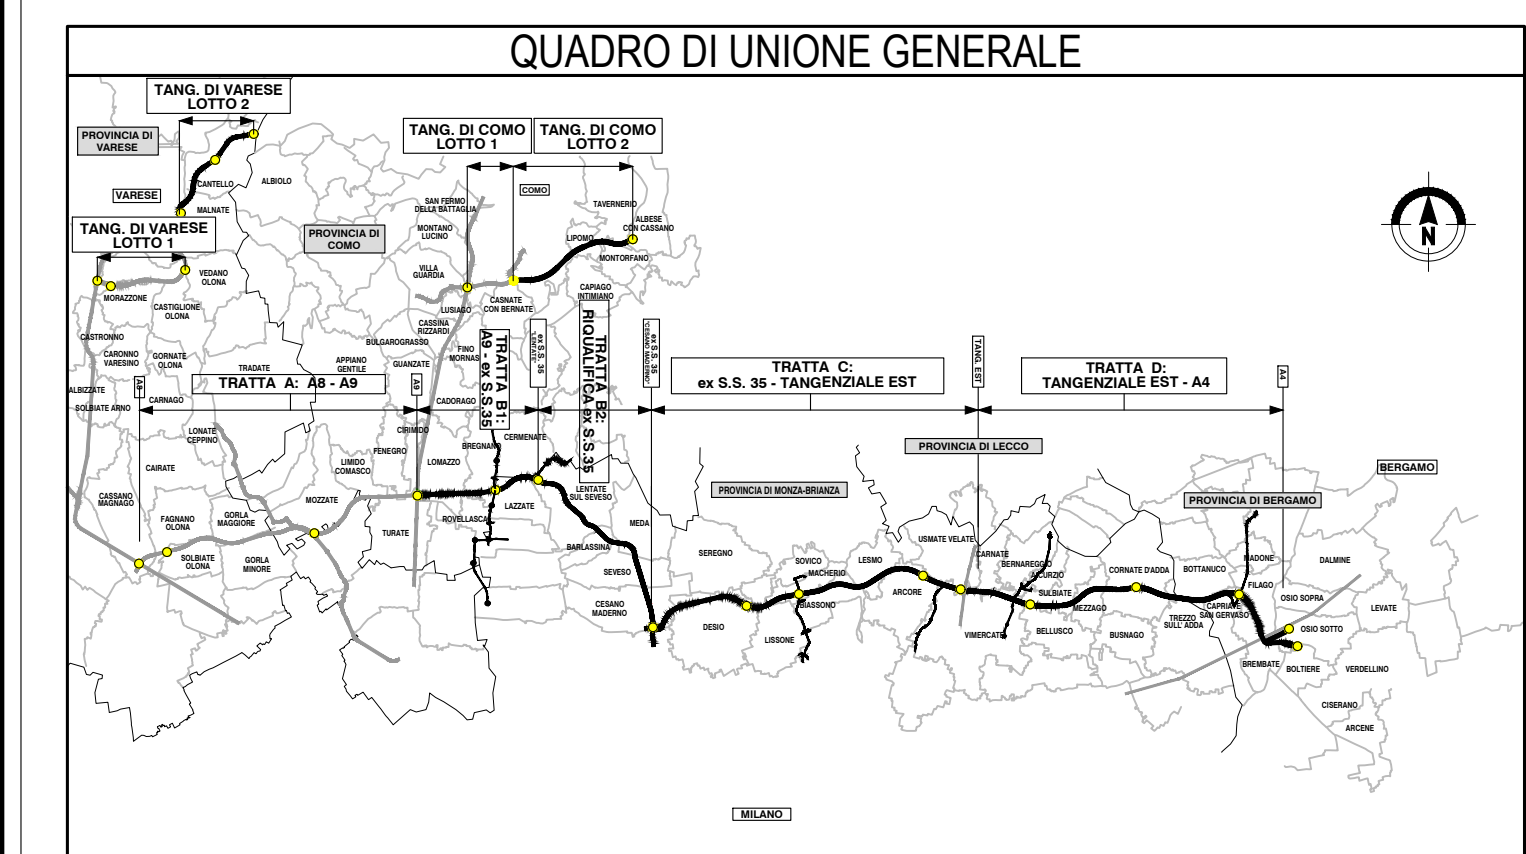 QUADRO DI UNIONE GENERALE
TANG. DI VARESE
LOTTO 2
PROVINCIA DI
VARESE
CANTELLO
ALBIOLO
VARESE
MALNATE
TANG. DI VARESE
LOTTO 1
TANG. DI COMO
LOTTO 1
TANG. DI COMO
LOTTO 2
COMO
SAN FERMO
DELLA BATTAGLIA
TAVERNERIO
ALBESE
CON CASSANO
PROVINCIA DI
COMO
MONTANO
LUCINO
LIPOMO
MONTORFANO
N
VEDANO
OLONA
VILLA
GUARDIA
MORAZZONE
CASTIGLIONE
OLONA
LUSIAGO
CASNATE
CON BERNATE
CAPIAGO
INTIMIANO
CASTRONNO
CASSINA
RIZZARDI
BULGAROGRASSO
CARONNO
VARESINO
GORNATE
OLONA
TRADATE
APPIANO
GENTILE
GUANZATE
FINO
MORNAS
TRATTA B1:
A9 - ex S.S.35
ex S.S. 35
"LENTATE"
TRATTA B2:
RIQUALIFICA ex S.S.35
ex S.S. 35
"CESANO MADERNO"
TRATTA C:
ex S.S. 35 - TANGENZIALE EST
TANG. EST
TRATTA D:
TANGENZIALE EST - A4
A4
ALBIZZATE
A8
TRATTA A: A8 - A9
A9
SOLBIATE ARNO
CARNAGO
CADORAGO
LONATE
CEPPINO
CIRIMIDO
CERMENATE
BREGNANO
FENEGRO
LOMAZZO
LIMIDO
COMASCO
CAIRATE
PROVINCIA DI LECCO
BERGAMO
PROVINCIA DI MONZA-BRIANZA
PROVINCIA DI BERGAMO
CASSANO
MAGNAGO
MOZZATE
LENTATE
SUL SEVESO
LAZZATE
FAGNANO
OLONA
GORLA
MAGGIORE
ROVELLASCA
MEDA
TURATE
BARLASSINA
SEREGNO
USMATE VELATE
CARNATE
SOLBIATE
OLONA
GORLA
MINORE
SEVESO
SOVICO
MACHERIO
LESMO
BERNAREGGIO
CORNATE D'ADDA
BOTTANUCO
MADONE
DALMINE
ARCORE
SULBIATE
FILAGO
OSIO SOPRA
CESANO
MADERNO
BIASSONO
MEZZAGO
CAPRIATE
SAN GERVASO
LEVATE
DESIO
LISSONE
VIMERCATE
BELLUSCO
BUSNAGO
TREZZO
SULL' ADDA
OSIO SOTTO
BREMBATE
BOLTIERE
VERDELLINO
CISERANO
ARCENE
MILANO